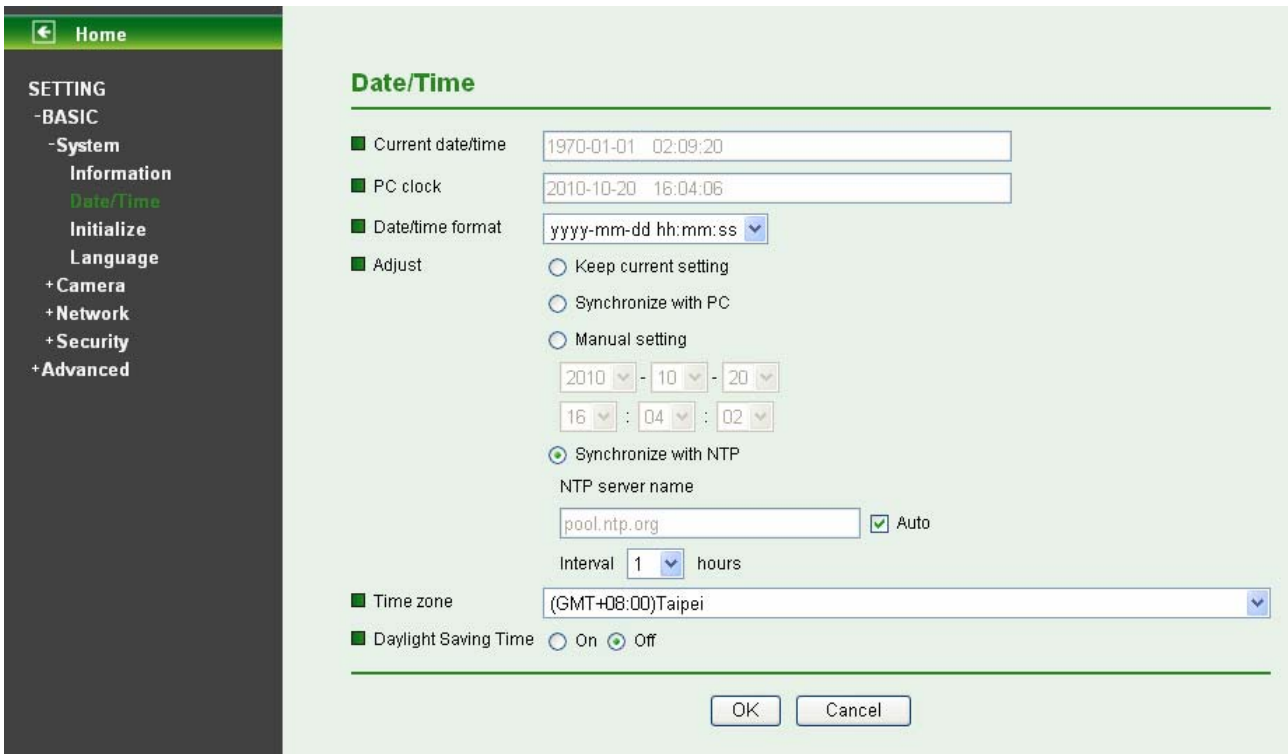 Home
SETTING
-BASIC
-System
Information
Date/Time
Initialize
Language
+Camera
+Network
+Security
+Advanced
Date/Time
Current date/time 1970-01-01 02:09:20
PC clock 2010-10-20 16:04:06
Date/time format yyyy-mm-dd hh:mm:ss
Adjust Keep current setting
Synchronize with PC
Manual setting
2010 - 10 - 20
16 : 04 : 02
Synchronize with NTP
NTP server name
pool.ntp.org Auto
Interval 1 hours
Time zone (GMT+08:00)Taipei
Daylight Saving Time On Off
OK Cancel